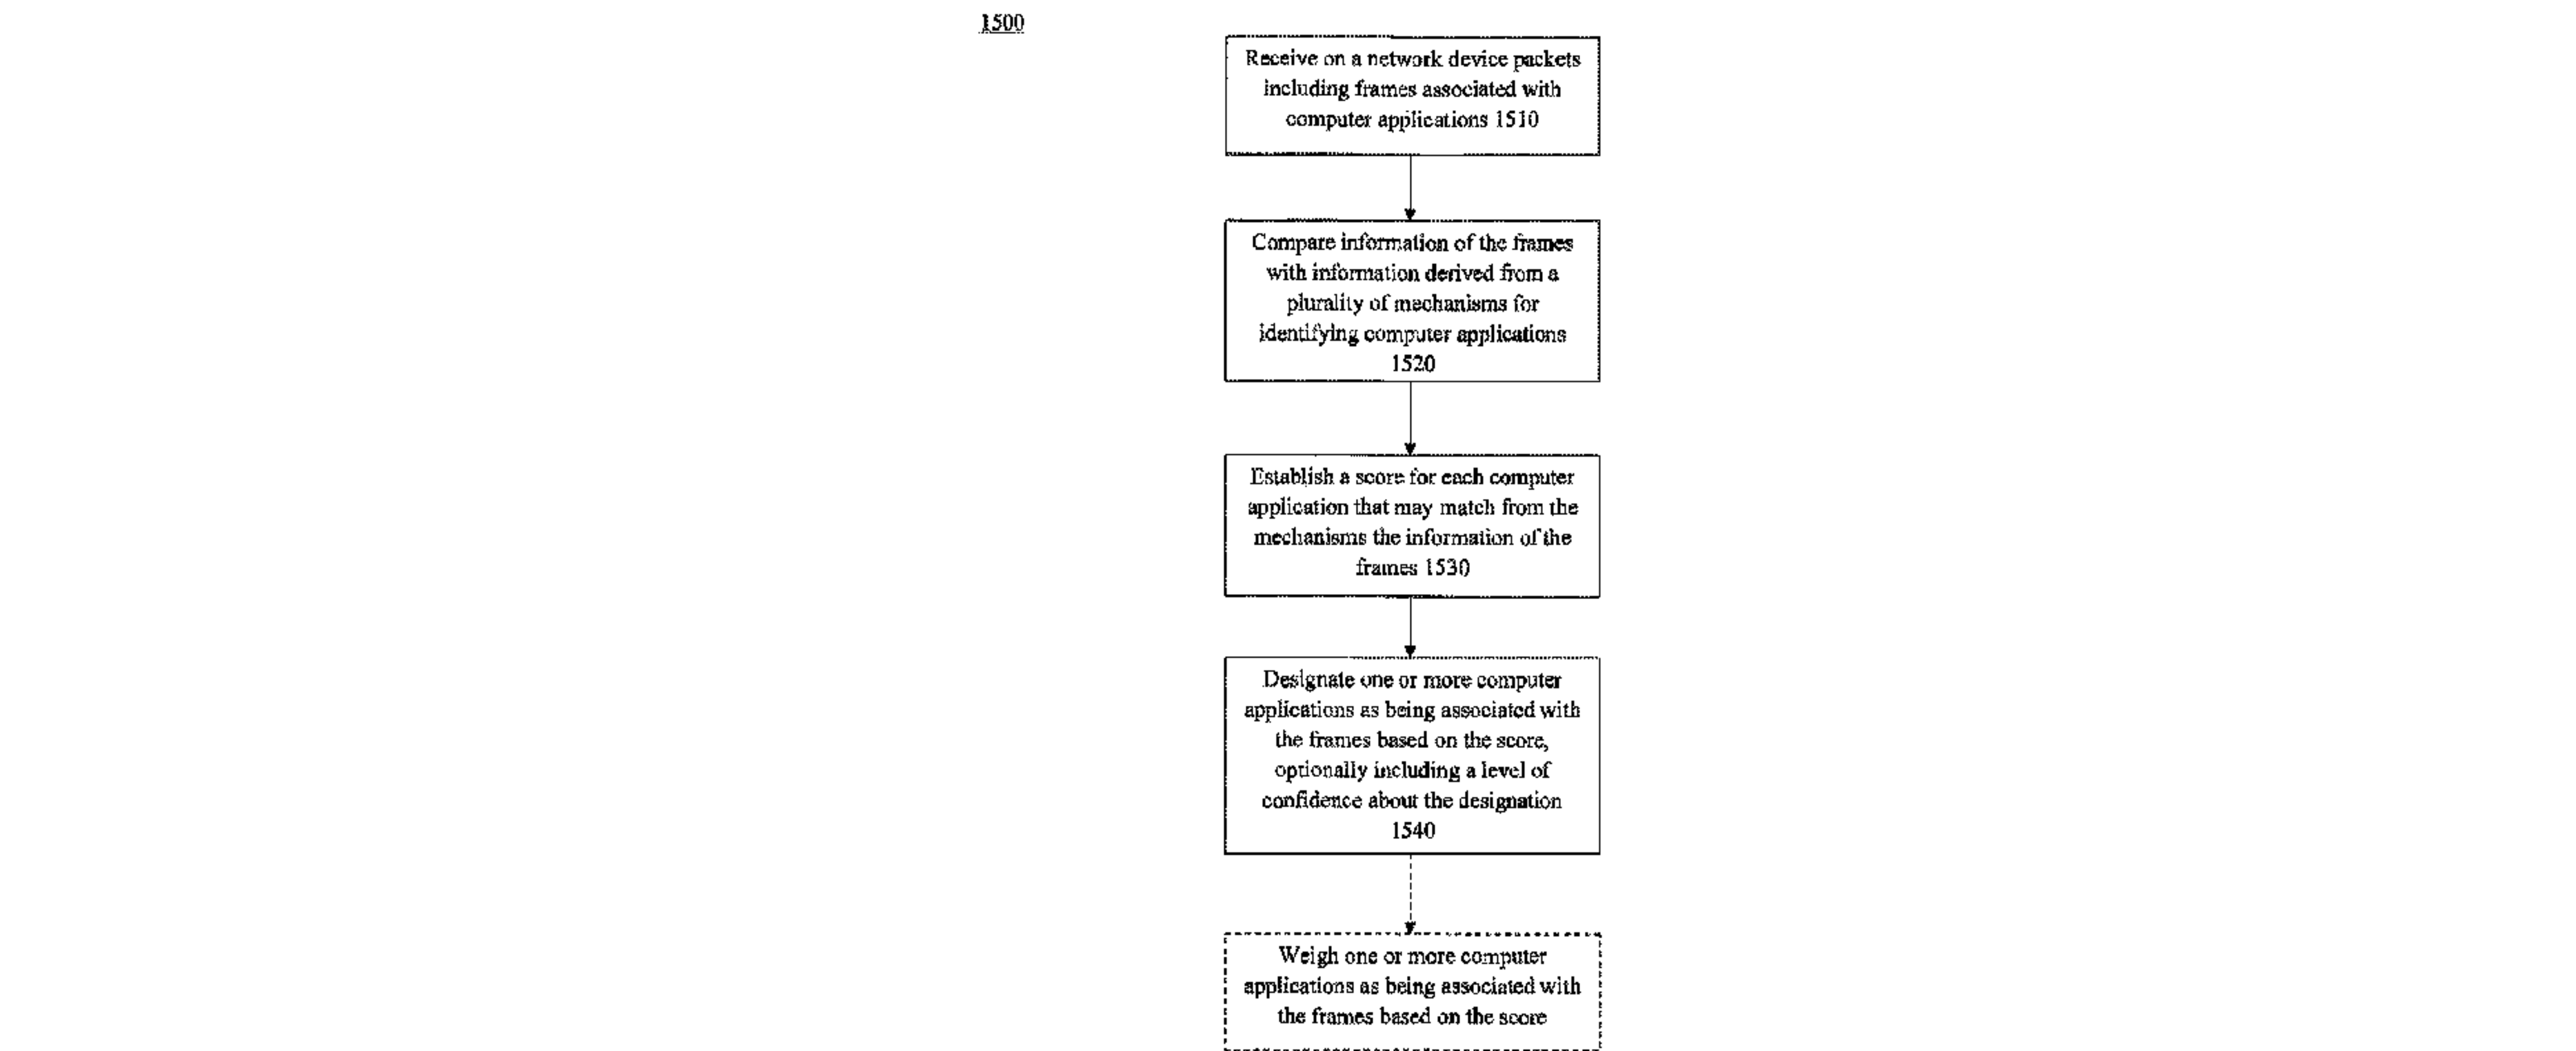 1500
Receive on a network device packets
including frames associated with
computer applications 1510
Compare information of the frames
with information derived from a
plurality of mechanisms for
identifying computer applications
1520
Establish a score for each computer
application that may match from the
mechanisms the information of the
frames 1530
Designate one or more computer
applications as being associated with
the frames based on the score,
optionally including a level of
confidence about the designation
1540
Weigh one or more computer
applications as being associated with
the frames based on the score